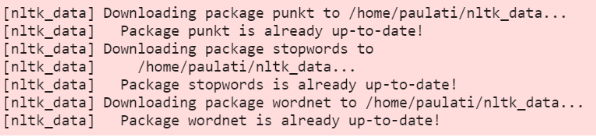 [nltk_data] Downloading package punkt to /home/paulati/nltk_data...
[nltk_data]   Package punkt is already up-to-date!
[nltk_data] Downloading package stopwords to
[nltk_data]     /home/paulati/nltk_data...
[nltk_data]   Package stopwords is already up-to-date!
[nltk_data] Downloading package wordnet to /home/paulati/nltk_data...
[nltk_data]   Package wordnet is already up-to-date!